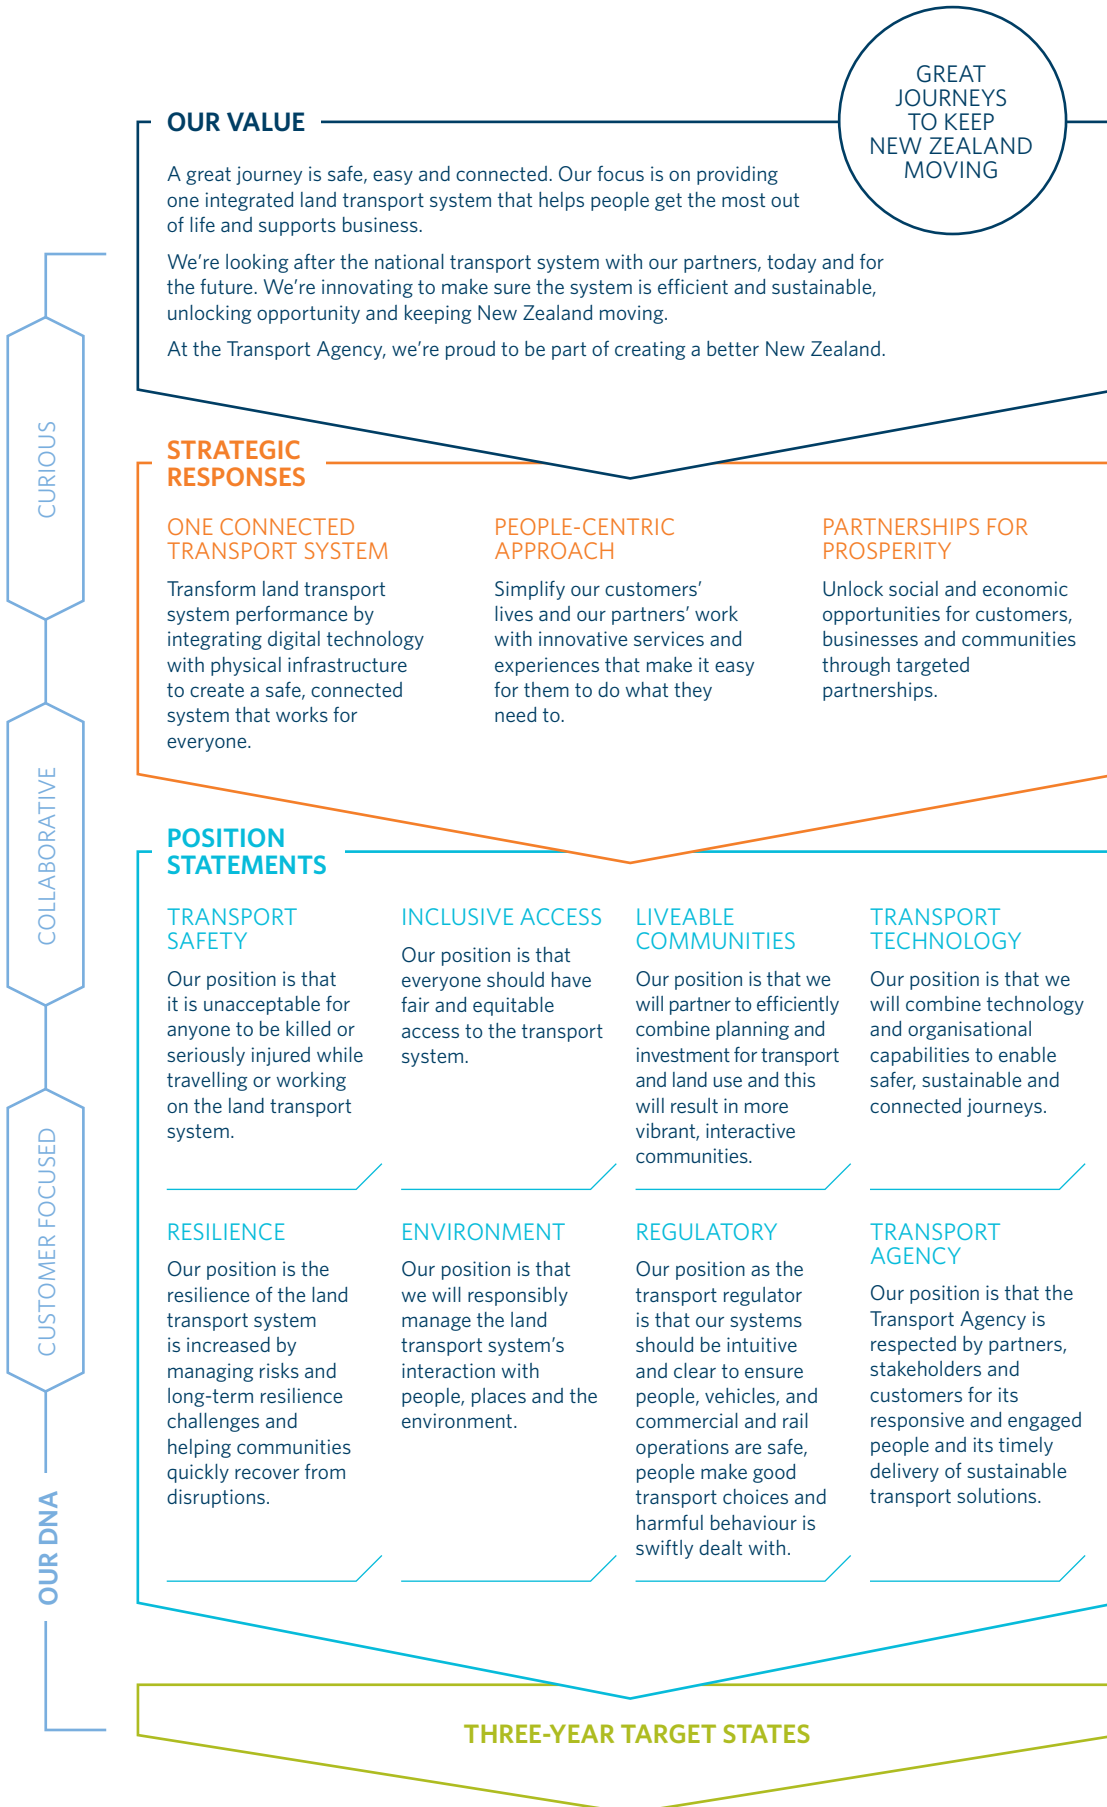 GREAT
JOURNEYS
TO KEEP
NEW ZEALAND
MOVING
OUR VALUE
A great journey is safe, easy and connected. Our focus is on providing
one integrated land transport system that helps people get the most out
of life and supports business.
We’re looking after the national transport system with our partners, today and for
the future. We’re innovating to make sure the system is efficient and sustainable,
unlocking opportunity and keeping New Zealand moving.
At the Transport Agency, we’re proud to be part of creating a better New Zealand.
STRATEGIC
RESPONSES
ONE CONNECTED
TRANSPORT SYSTEM
Transform land transport
system performance by
integrating digital technology
with physical infrastructure
to create a safe, connected
system that works for
everyone.
PEOPLE-CENTRIC
APPROACH
Simplify our customers’
lives and our partners’ work
with innovative services and
experiences that make it easy
for them to do what they
need to.
PARTNERSHIPS FOR
PROSPERITY
Unlock social and economic
opportunities for customers,
businesses and communities
through targeted
partnerships.
POSITION
STATEMENTS
TRANSPORT
SAFETY
Our position is that
it is unacceptable for
anyone to be killed or
seriously injured while
travelling or working
on the land transport
system.
INCLUSIVE ACCESS
Our position is that
everyone should have
fair and equitable
access to the transport
system.
LIVEABLE
COMMUNITIES
Our position is that we
will partner to efficiently
combine planning and
investment for transport
and land use and this
will result in more
vibrant, interactive
communities.
TRANSPORT
TECHNOLOGY
Our position is that we
will combine technology
and organisational
capabilities to enable
safer, sustainable and
connected journeys.
RESILIENCE
Our position is the
resilience of the land
transport system
is increased by
managing risks and
long-term resilience
challenges and
helping communities
quickly recover from
disruptions.
ENVIRONMENT
Our position is that
we will responsibly
manage the land
transport system’s
interaction with
people, places and the
environment.
REGULATORY
Our position as the
transport regulator
is that our systems
should be intuitive
and clear to ensure
people, vehicles, and
commercial and rail
operations are safe,
people make good
transport choices and
harmful behaviour is
swiftly dealt with.
TRANSPORT
AGENCY
Our position is that the
Transport Agency is
respected by partners,
stakeholders and
customers for its
responsive and engaged
people and its timely
delivery of sustainable
transport solutions.
THREE-YEAR TARGET STATES
OUR DNA
CUSTOMER FOCUSED
COLLABORATIVE
CURIOUS